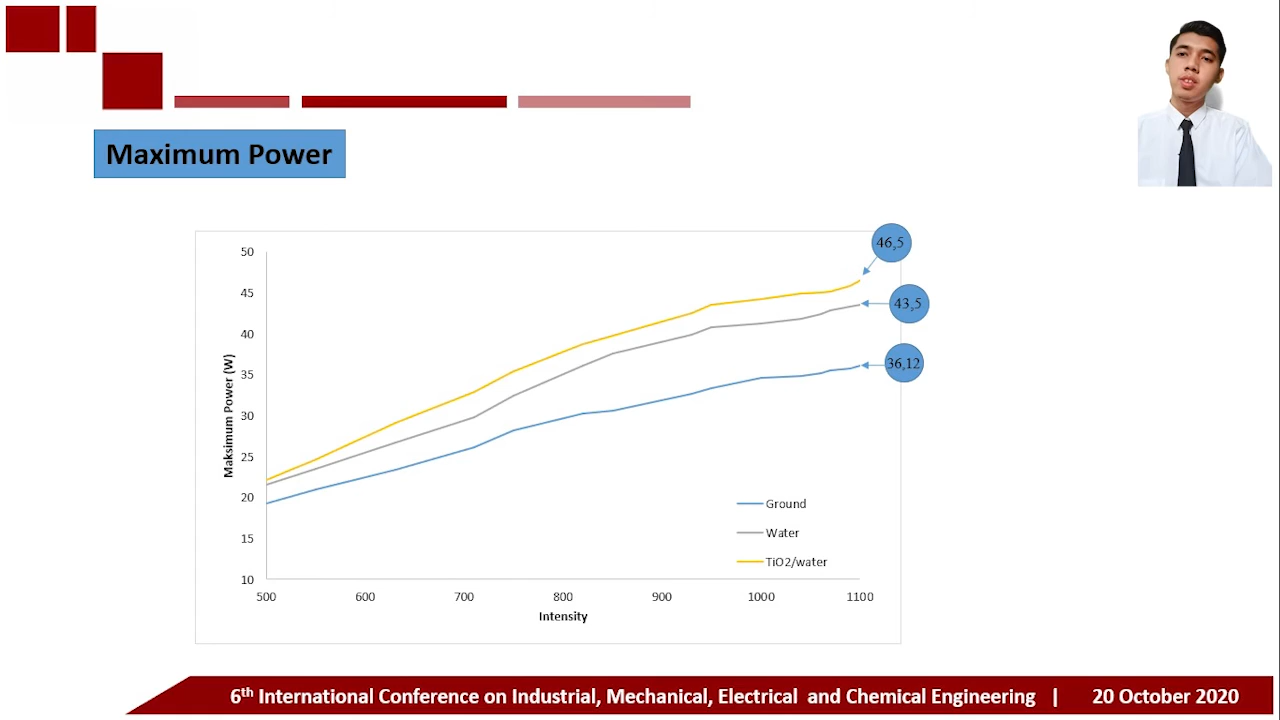 Maximum Power
46,5
43,5
36,12
50
45
40
35
30
25
20
15
10
Maksimum Power (W)
500 600 700 800 900 1000 1100
Intensity
Ground
Water
TiO2/water
6th International Conference on Industrial, Mechanical, Electrical and Chemical Engineering | 20 October 2020